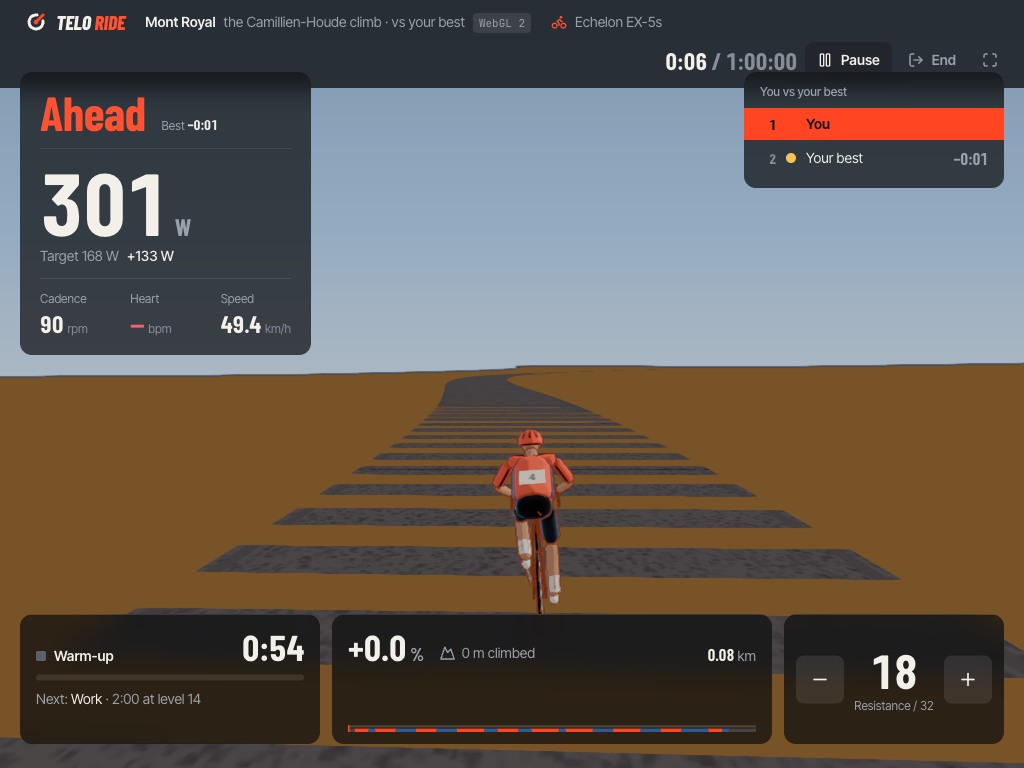 TELO RIDE Mont Royal the Camillien-Houde climb · vs your best WebGL 2 Echelon EX-5s
0:06 / 1:00:00 Pause End
Ahead Best −0:01
301 W
Target 168 W +133 W
Cadence Heart Speed
90 rpm — bpm 49.4 km/h
You vs your best
1 You
2 Your best −0:01
4
Warm-up 0:54
Next: Work · 2:00 at level 14
+0.0 % 0 m climbed 0.08 km
− 18 +
Resistance / 32